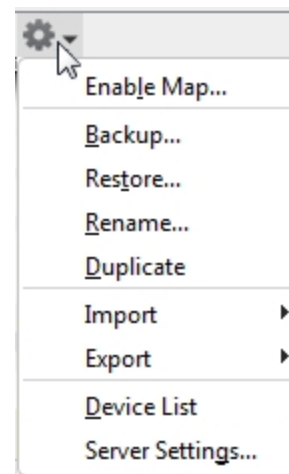 Enable Map...
Backup...
Restore...
Rename...
Duplicate
Import
Export
Device List
Server Settings...